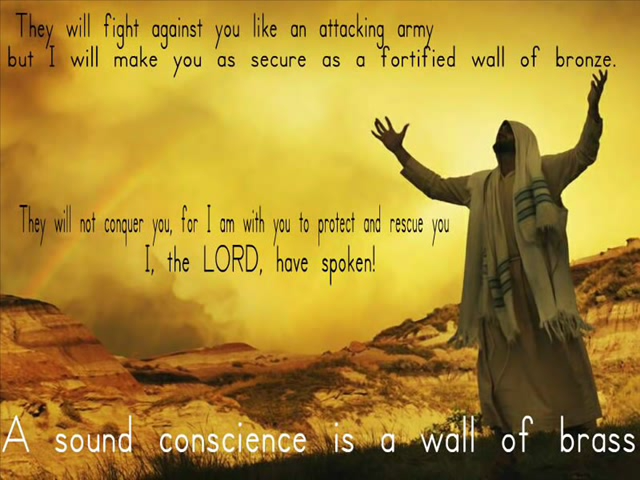 They will fight against you like an attacking army
but I will make you as secure as a fortified wall of bronze.
They will not conquer you, for I am with you to protect and rescue you
I, the LORD, have spoken!
A sound conscience is a wall of brass